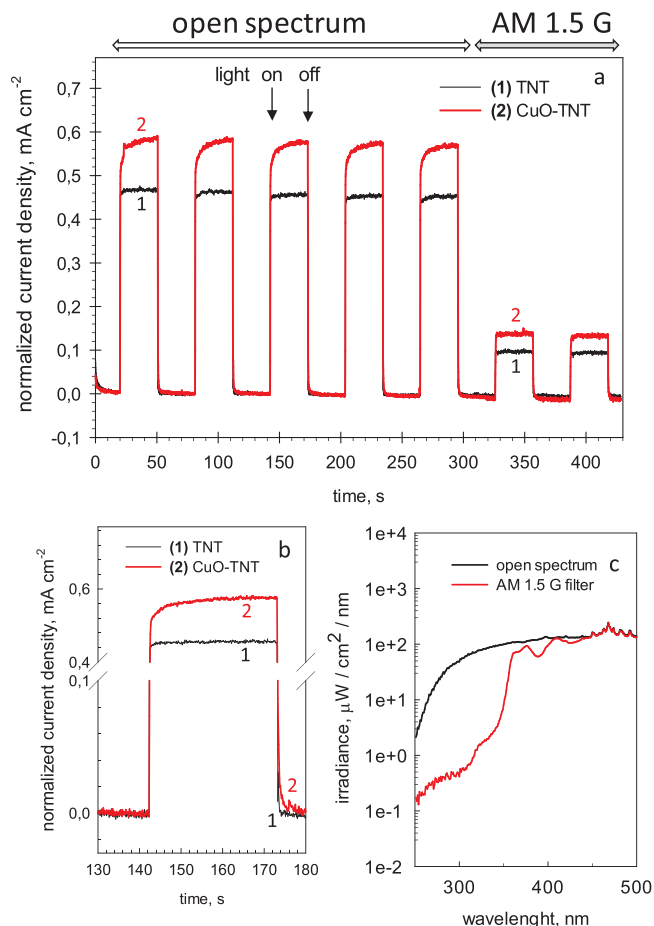 open spectrum
AM 1.5 G
0,7
0,6
0,5
0,4
0,3
0,2
0,1
0,0
-0,1
normalized current density, mA cm-2
light on off
a
(1) TNT
(2) CuO-TNT
2
1
2
1
0 50 100 150 200 250 300 350 400
time, s
(1) TNT
(2) CuO-TNT
b
0,6
0,4
0,1
0,0
normalized current density, mA cm-2
2
1
2
1
130 140 150 160 170 180
time, s
open spectrum
AM 1.5 G filter
c
1e+4
1e+3
1e+2
1e+1
1e+0
1e-1
1e-2
irradiance, μW / cm2 / nm
300 400 500
wavelenght, nm